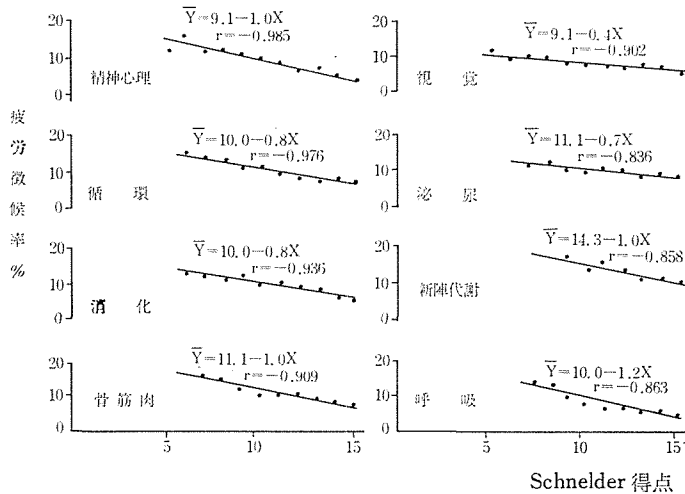 疲労徴候率%
20
10
0
精神心理
Y̅=9.1−1.0X
r=−0.985
20
10
0
視覚
Y̅=9.1−0.4X
r=−0.902
20
10
0
循環
Y̅=10.0−0.8X
r=−0.976
20
10
0
泌尿
Y̅=11.1−0.7X
r=−0.836
20
10
0
消化
Y̅=10.0−0.8X
r=−0.936
20
10
0
新陣代謝
Y̅=14.3−1.0X
r=−0.858
20
10
0
骨筋肉
Y̅=11.1−1.0X
r=−0.909
20
10
0
呼吸
Y̅=10.0−1.2X
r=−0.863
5 10 15
5 10 15
Schnelder 得点